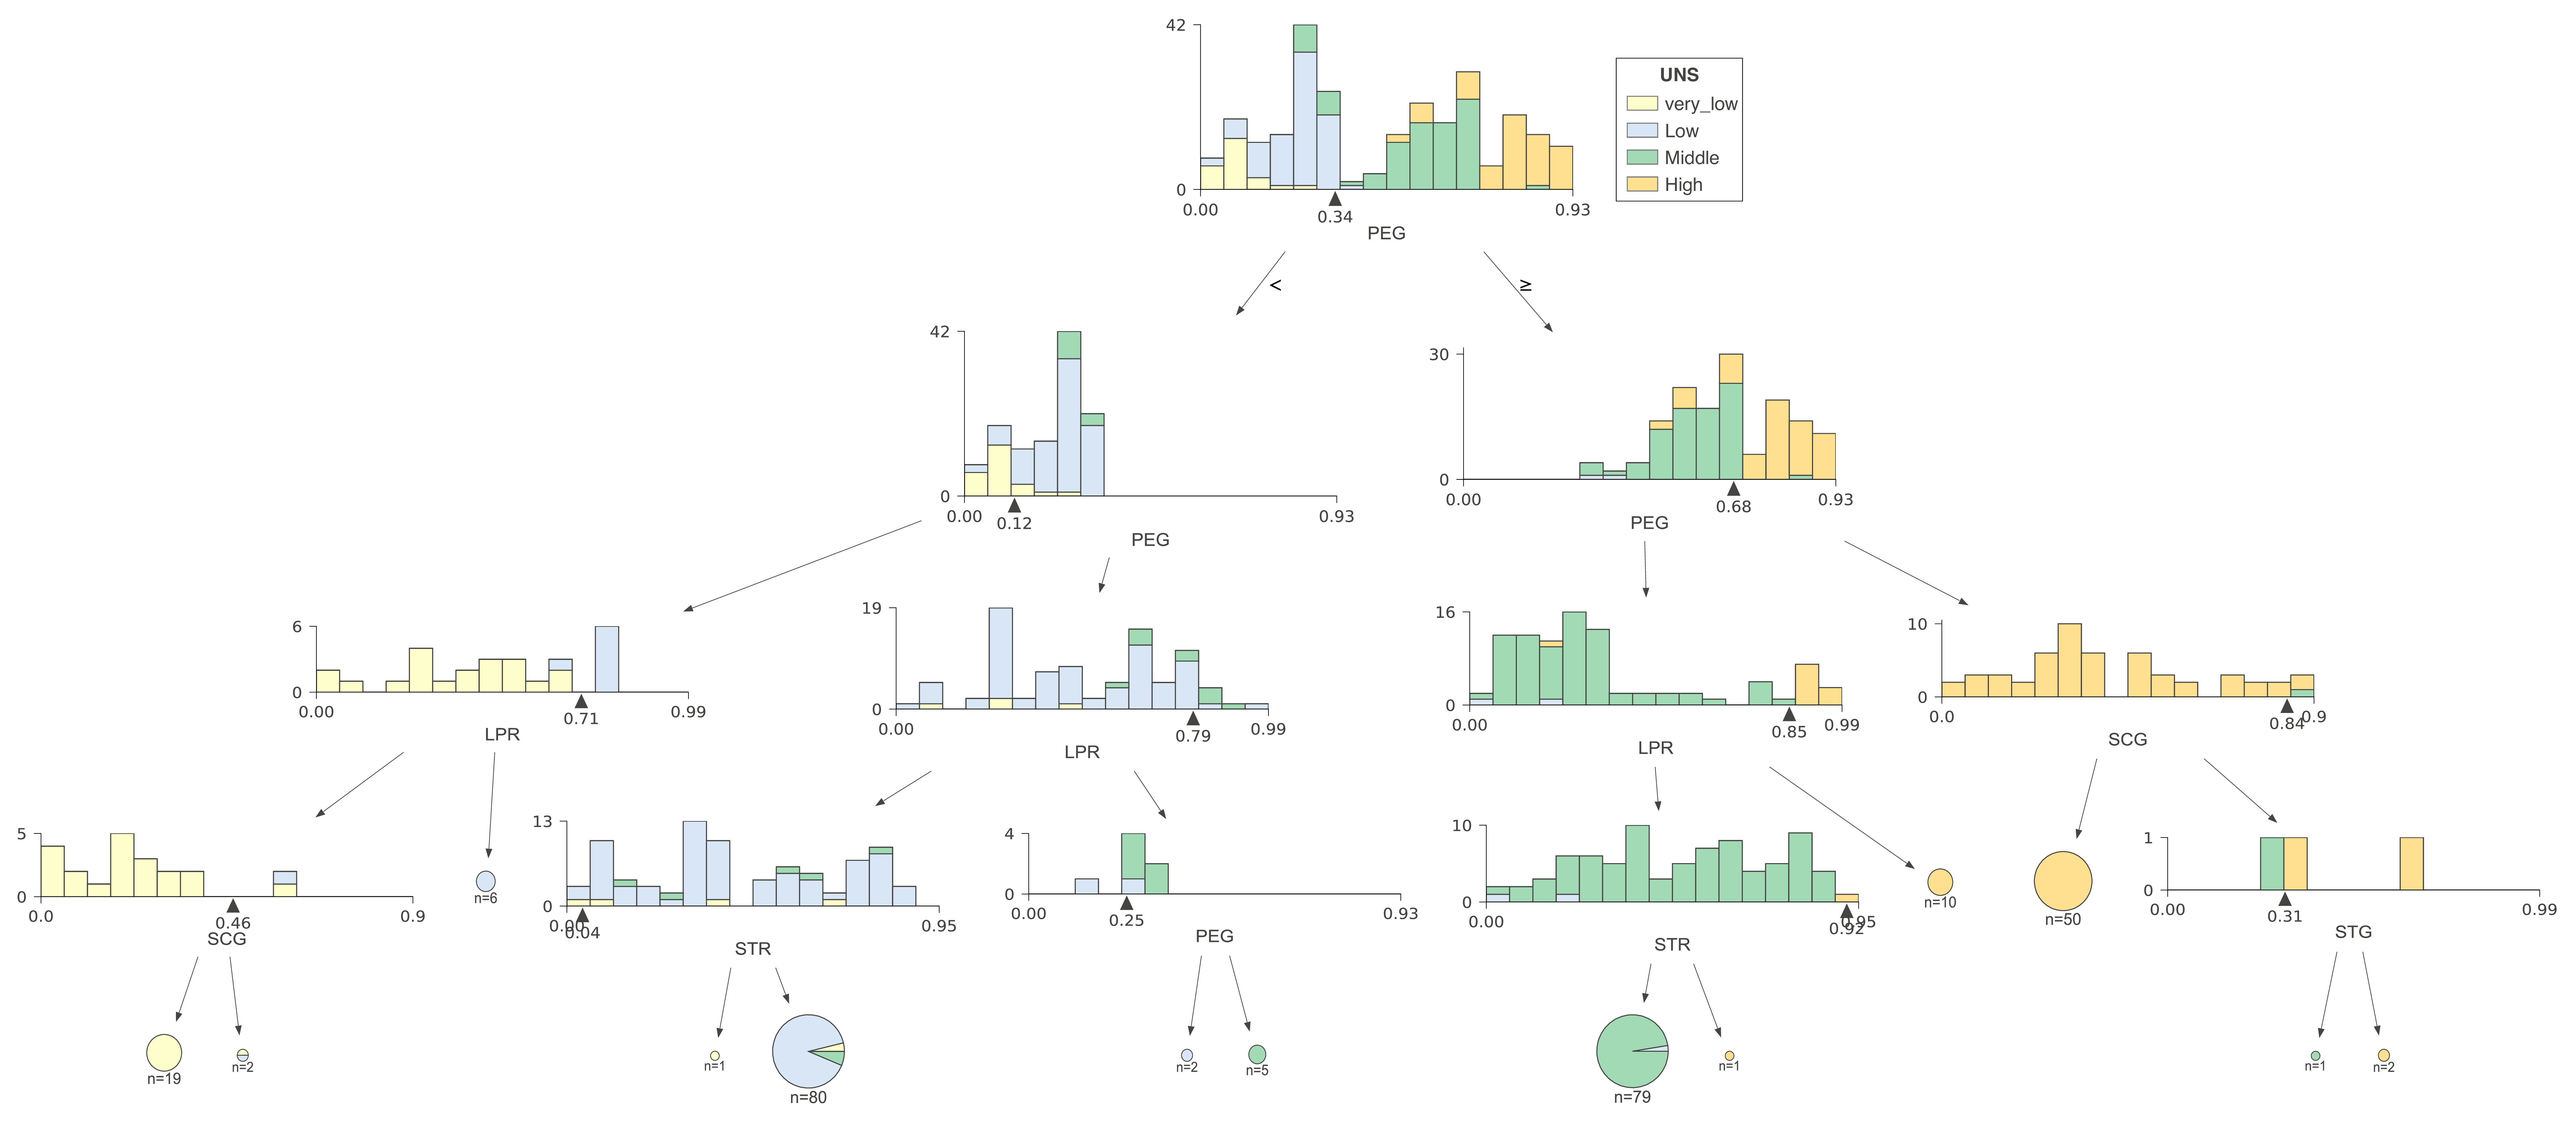 42
0
0.00
0.34
0.93
PEG
UNS
very_low
Low
Middle
High
<
≥
42
0
0.00
0.12
0.93
PEG
30
0
0.00
0.68
0.93
PEG
6
0
0.00
0.71
0.99
LPR
19
0
0.00
0.79
0.99
LPR
16
0
0.00
0.85
0.99
LPR
10
0
0.0
0.84
0.9
SCG
5
0
0.0
0.46
0.9
SCG
n=6
13
0
0.00
0.04
0.95
STR
4
0
0.00
0.25
0.93
PEG
10
0
0.00
0.92
0.95
STR
n=10
n=50
1
0
0.00
0.31
0.99
STG
n=19
n=2
n=1
n=80
n=2
n=5
n=79
n=1
n=1
n=2